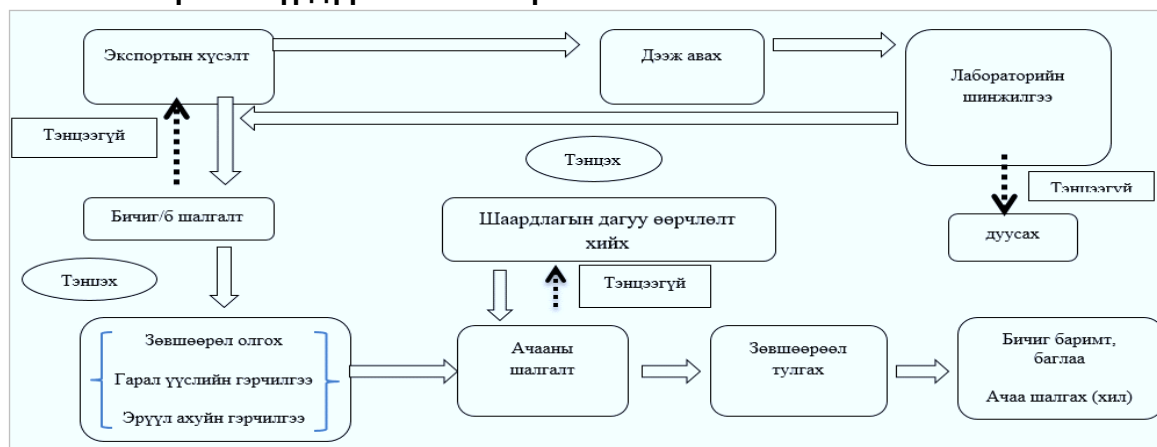 Экспортын хүсэлт
Дээж авах
Лабораторийн
шинжилгээ
Тэнцээгүй
Тэнцэх
Тэнцээгүй
Бичиг/б шалгалт
Шаардлагын дагуу өөрчлөлт
хийх
дуусах
Тэнцэх
Тэнцээгүй
Зөвшөөрөл олгох
Гарал үүслийн гэрчилгээ
Эрүүл ахуйн гэрчилгээ
Ачааны
шалгалт
Зөвшөөрөөл
тулгах
Бичиг баримт,
баглаа
Ачаа шалгах (хил)